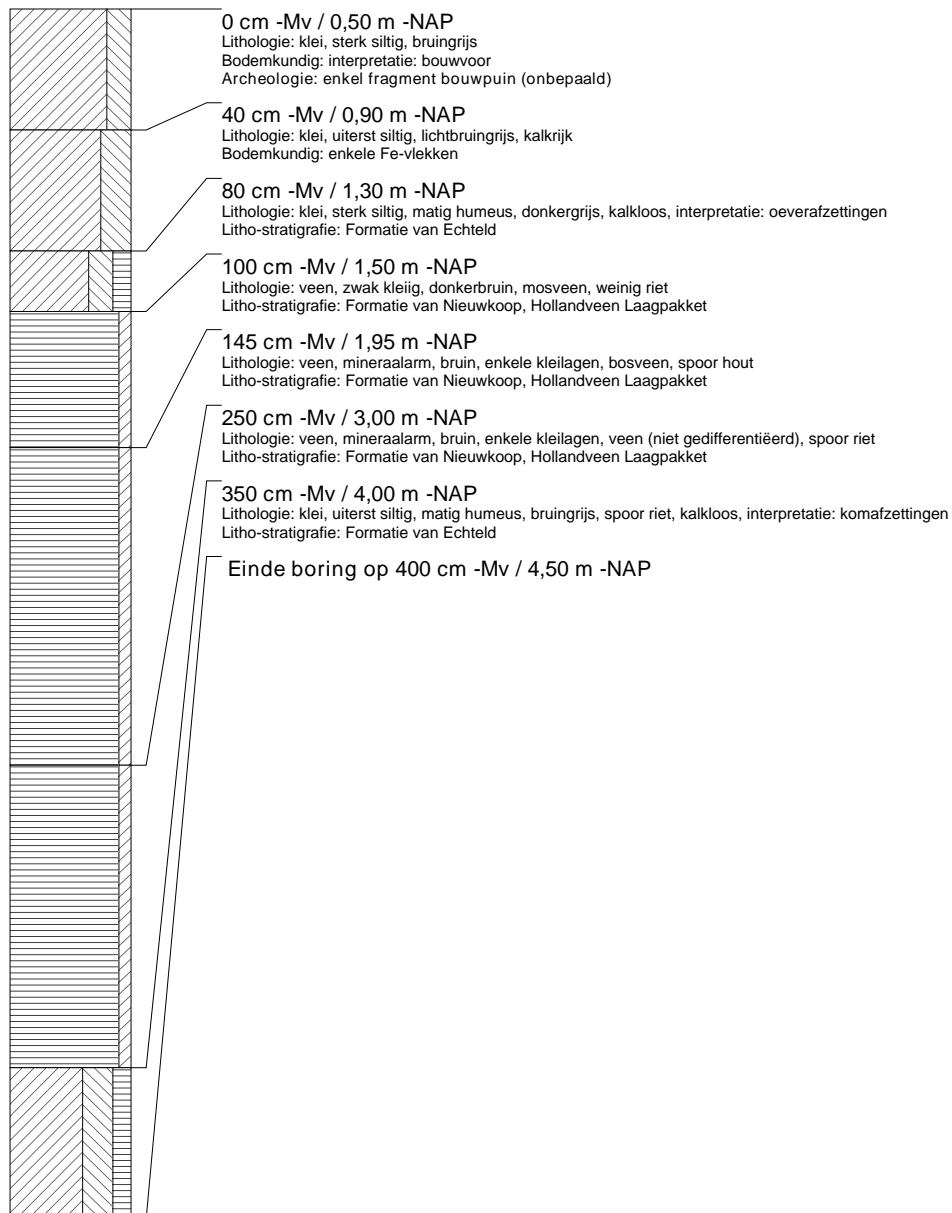 0 cm -Mv / 0,50 m -NAP
Lithologie: klei, sterk siltig, bruingrijs
Bodemkundig: interpretatie: bouwvoor
Archeologie: enkel fragment bouwpuin (onbepaald)
40 cm -Mv / 0,90 m -NAP
Lithologie: klei, uiterst siltig, lichtbruingrijs, kalkrijk
Bodemkundig: enkele Fe-vlekken
80 cm -Mv / 1,30 m -NAP
Lithologie: klei, sterk siltig, matig humeus, donkergrijs, kalkloos, interpretatie: oeverafzettingen
Litho-stratigrafie: Formatie van Echteld
100 cm -Mv / 1,50 m -NAP
Lithologie: veen, zwak kleiig, donkerbruin, mosveen, weinig riet
Litho-stratigrafie: Formatie van Nieuwkoop, Hollandveen Laagpakket
145 cm -Mv / 1,95 m -NAP
Lithologie: veen, mineraalarm, bruin, enkele kleilagen, bosveen, spoor hout
Litho-stratigrafie: Formatie van Nieuwkoop, Hollandveen Laagpakket
250 cm -Mv / 3,00 m -NAP
Lithologie: veen, mineraalarm, bruin, enkele kleilagen, veen (niet gedifferentiëerd), spoor riet
Litho-stratigrafie: Formatie van Nieuwkoop, Hollandveen Laagpakket
350 cm -Mv / 4,00 m -NAP
Lithologie: klei, uiterst siltig, matig humeus, bruingrijs, spoor riet, kalkloos, interpretatie: komafzettingen
Litho-stratigrafie: Formatie van Echteld
Einde boring op 400 cm -Mv / 4,50 m -NAP